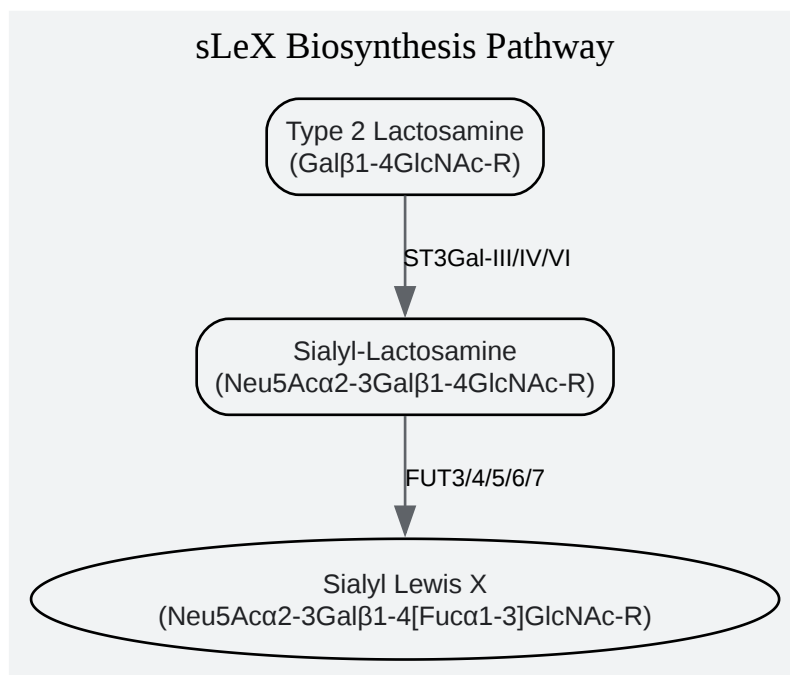 sLeX Biosynthesis Pathway
Type 2 Lactosamine
(Galβ1-4GlcNAc-R)
ST3Gal-III/IV/VI
Sialyl-Lactosamine
(Neu5Acα2-3Galβ1-4GlcNAc-R)
FUT3/4/5/6/7
Sialyl Lewis X
(Neu5Acα2-3Galβ1-4[Fucα1-3]GlcNAc-R)